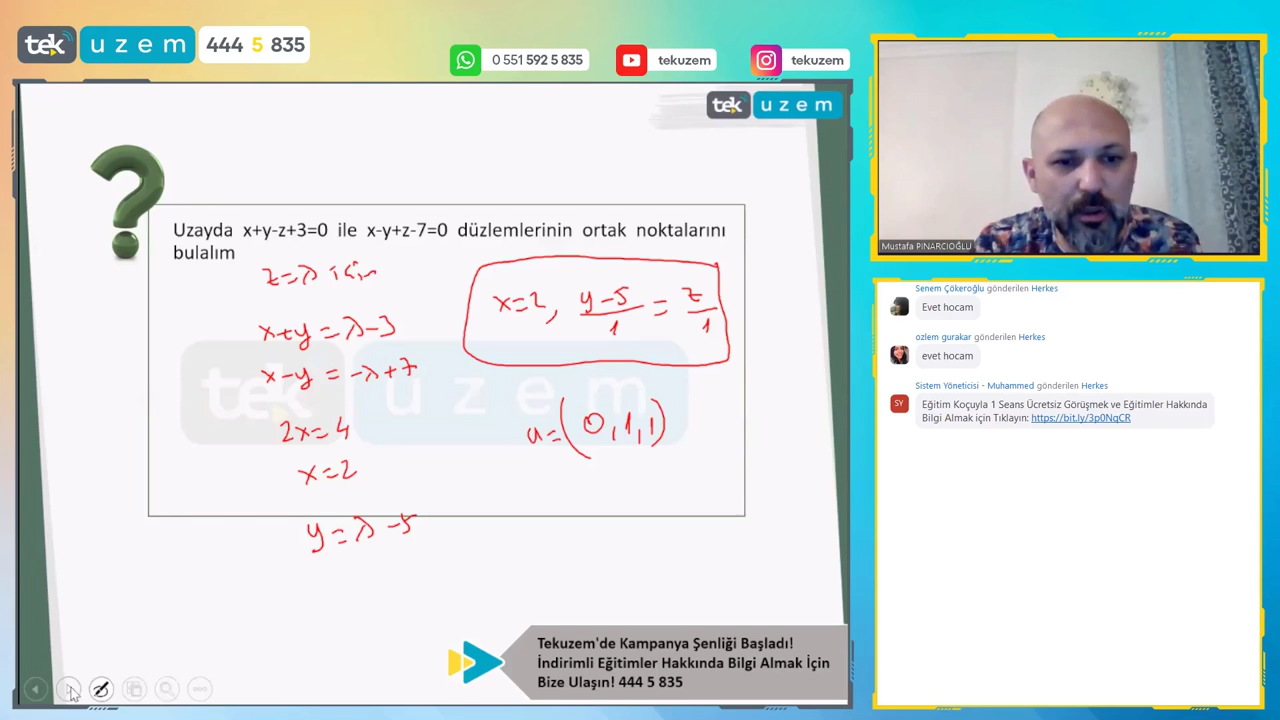 tek uzem 444 5 835
0 551 592 5 835
tekuzem
tekuzem
tek uzem
Uzayda x+y-z+3=0 ile x-y+z-7=0 düzlemlerinin ortak noktalarını
bulalım
z=λ için
x+y=λ-3
x-y=-λ+7
2x=4
x=2
y=λ-5
x=2, y-5/1 = z/1
u=(0,1,1)
tek uzem
Tekuzem'de Kampanya Şenliği Başladı!
İndirimli Eğitimler Hakkında Bilgi Almak İçin
Bize Ulaşın! 444 5 835
Mustafa PINARCIOĞLU
Senem Çökeroğlu gönderilen Herkes
Evet hocam
ozlem gurakar gönderilen Herkes
evet hocam
Sistem Yöneticisi - Muhammed gönderilen Herkes
SY
Eğitim Koçuyla 1 Seans Ücretsiz Görüşmek ve Eğitimler Hakkında
Bilgi Almak için Tıklayın: https://bit.ly/3p0NqCR